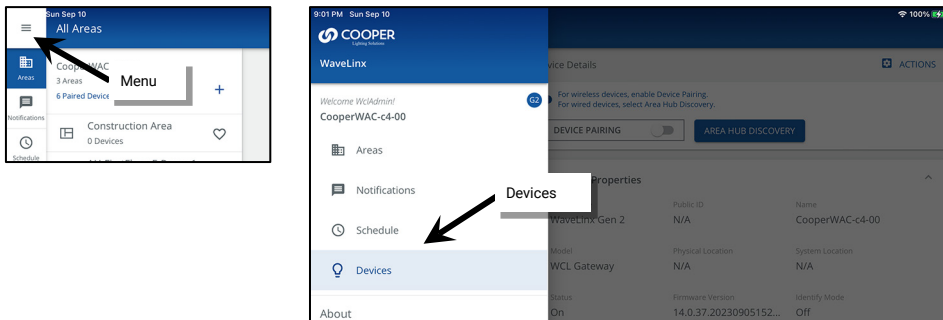 Sun Sep 10
All Areas
Areas
Notifications
Schedule
Cooper WAC
3 Areas
6 Paired Device
Menu
Construction Area
0 Devices
9:01 PM Sun Sep 10
100%
COOPER
Lighting Solutions
WaveLinx
Welcome WclAdmin!
G2
CooperWAC-c4-00
Areas
Notifications
Schedule
Devices
About
Devices
vice Details
ACTIONS
For wireless devices, enable Device Pairing.
For wired devices, select Area Hub Discovery.
DEVICE PAIRING
AREA HUB DISCOVERY
Properties
Public ID
Name
WaveLinx Gen 2
N/A
CooperWAC-c4-00
Model
Physical Location
System Location
WCL Gateway
N/A
N/A
Status
Firmware Version
Identify Mode
On
14.0.37.20230905152...
Off